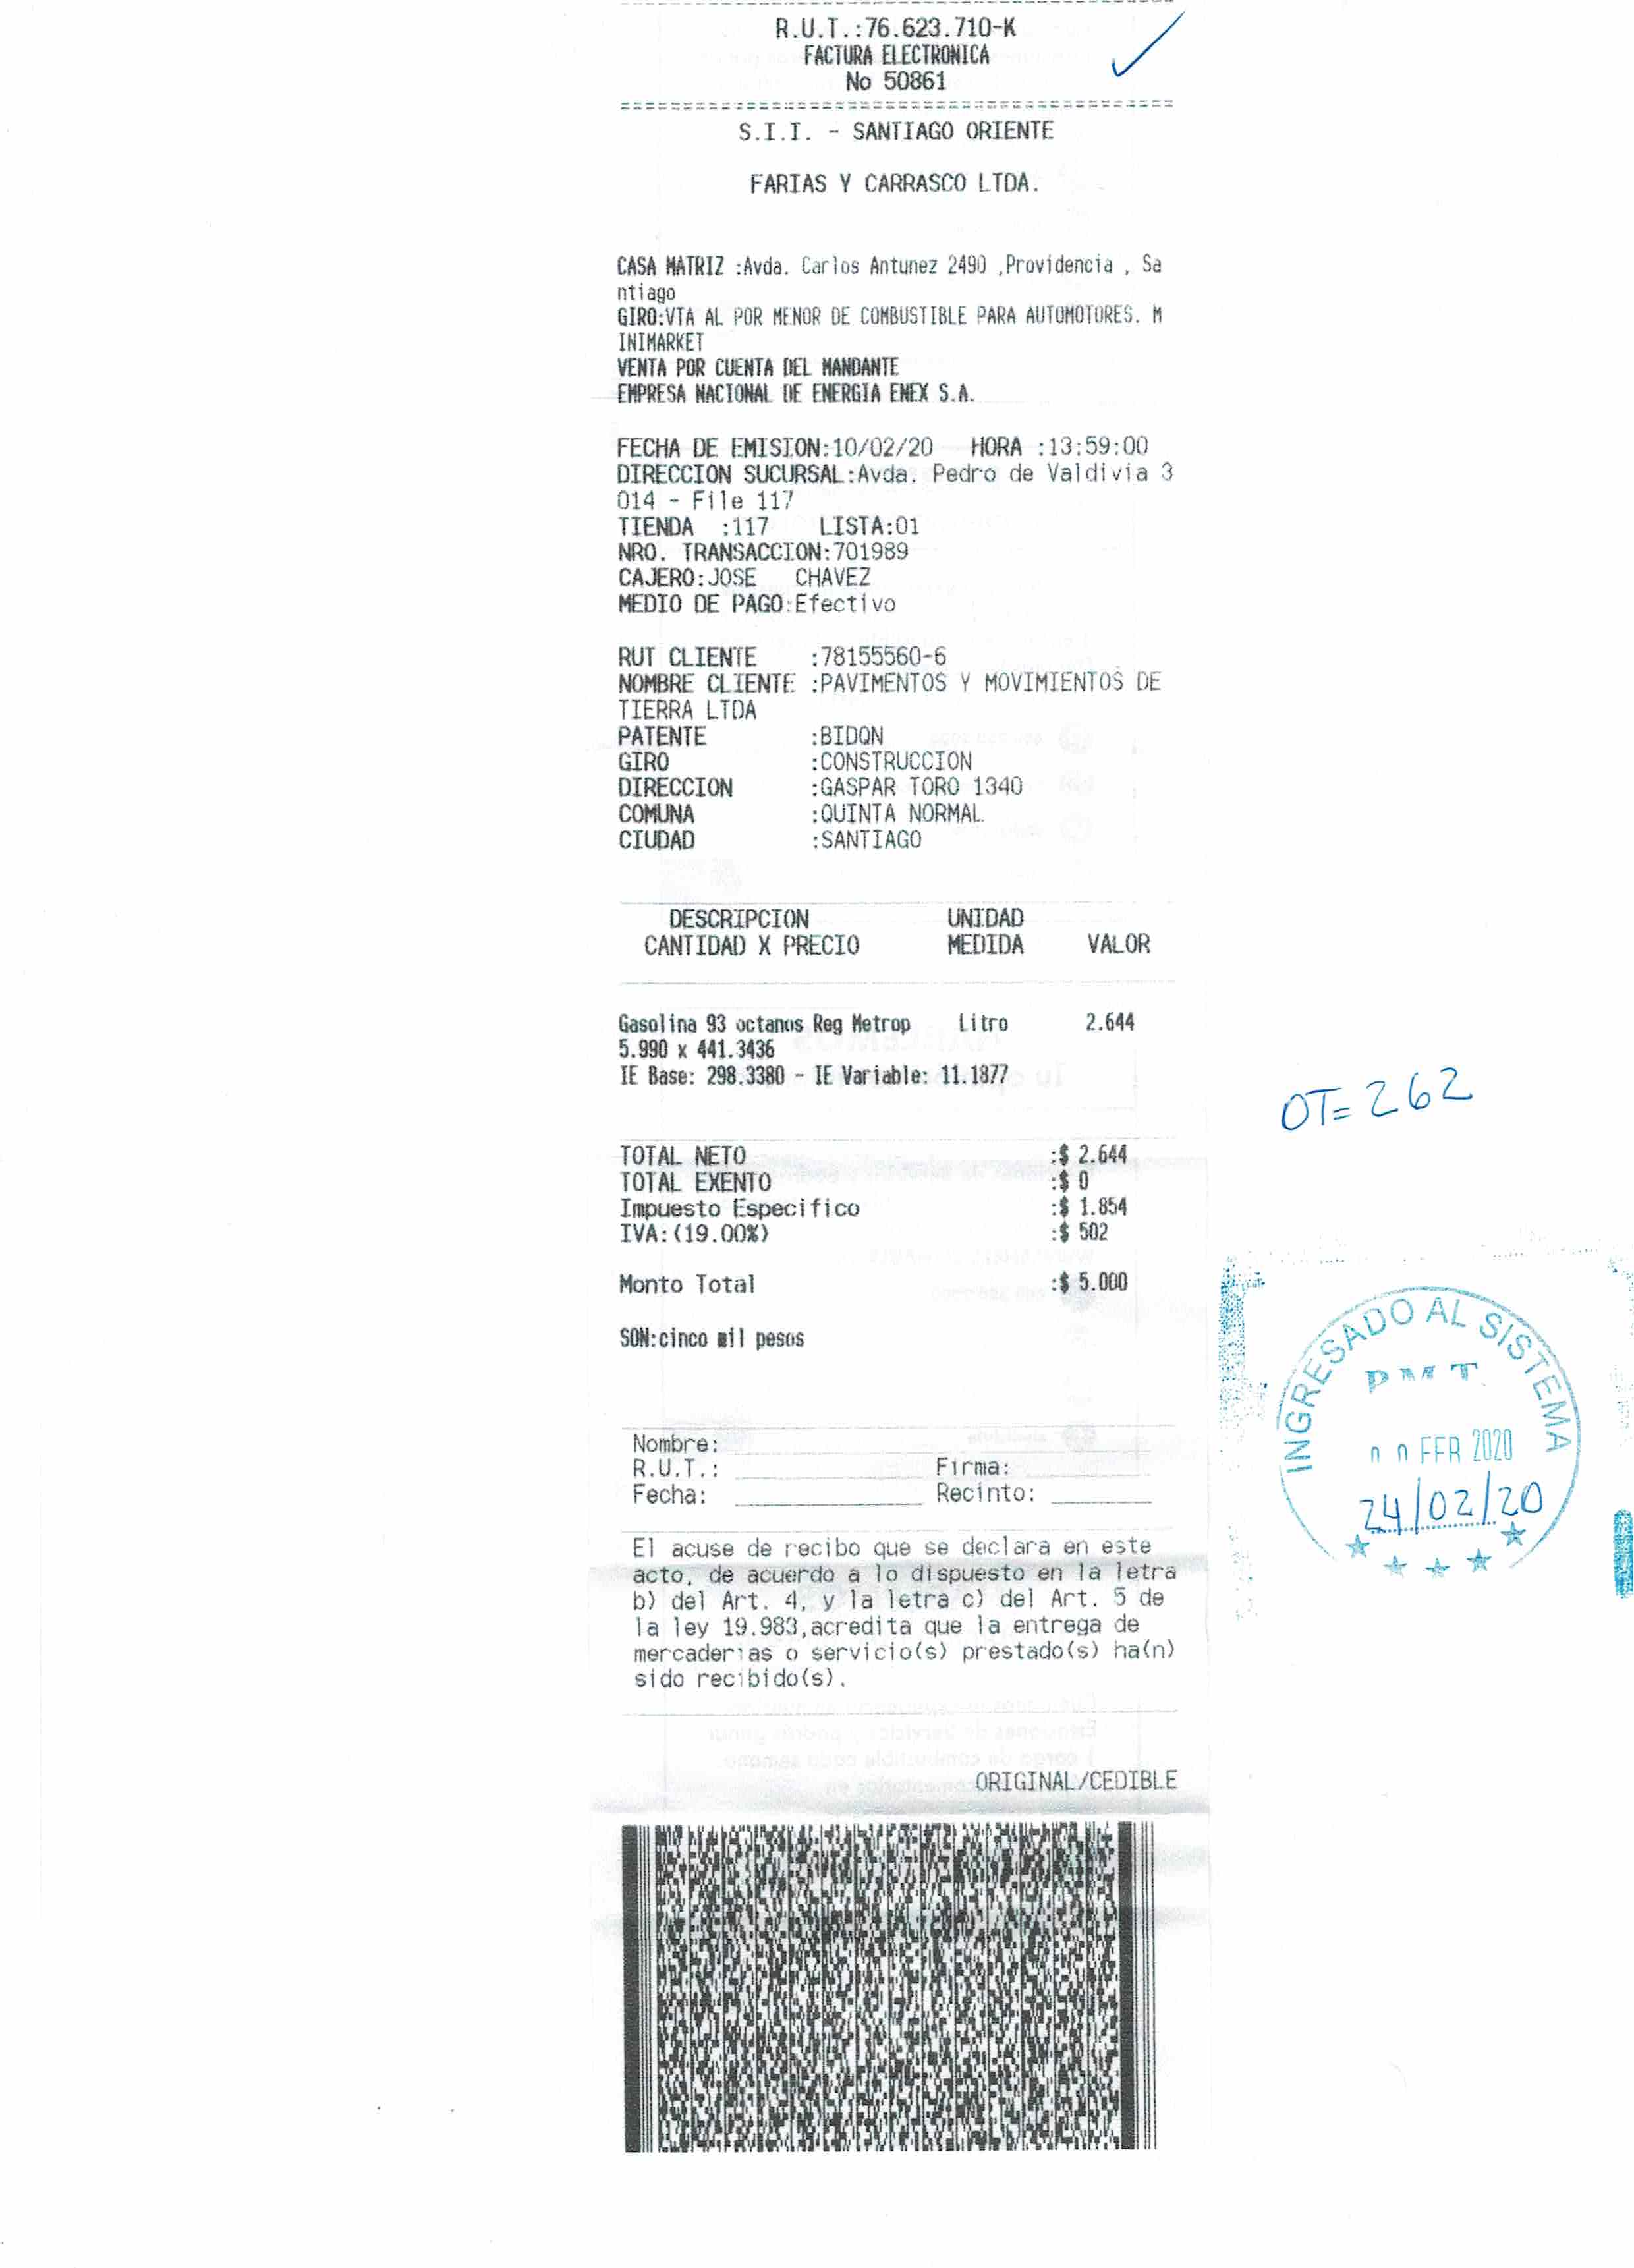 R.U.T.:76.623.710-K
FACTURA ELECTRONICA
No 50861
S.I.I. - SANTIAGO ORIENTE
FARIAS Y CARRASCO LTDA.
CASA MATRIZ :Avda. Carlos Antunez 2490 ,Providencia , Sa
ntiago
GIRO:VTA AL POR MENOR DE COMBUSTIBLE PARA AUTOMOTORES. M
INIMARKET
VENTA POR CUENTA DEL MANDANTE
EMPRESA NACIONAL DE ENERGIA ENEX S.A.
FECHA DE EMISION:10/02/20 HORA :13:59:00
DIRECCION SUCURSAL:Avda. Pedro de Valdivia 3
014 - File 117
TIENDA :117 LISTA:01
NRO. TRANSACCION:701989
CAJERO:JOSE CHAVEZ
MEDIO DE PAGO:Efectivo
RUT CLIENTE :78155560-6
NOMBRE CLIENTE :PAVIMENTOS Y MOVIMIENTOS DE
TIERRA LTDA
PATENTE :BIDON
GIRO :CONSTRUCCION
DIRECCION :GASPAR TORO 1340
COMUNA :QUINTA NORMAL
CIUDAD :SANTIAGO
DESCRIPCION UNIDAD
CANTIDAD X PRECIO MEDIDA VALOR
Gasolina 93 octanos Reg Metrop Litro 2.644
5.990 x 441.3436
IE Base: 298.3380 - IE Variable: 11.1877
OT= 262
TOTAL NETO :$ 2.644
TOTAL EXENTO :$ 0
Impuesto Especifico :$ 1.854
IVA:(19.00%) :$ 502
Monto Total :$ 5.000
SON:cinco mil pesos
INGRESADO AL SISTEMA
PMT
FEB 2020
24/02/20
Nombre:
R.U.T.: Firma:
Fecha: Recinto:
El acuse de recibo que se declara en este
acto, de acuerdo a lo dispuesto en la letra
b) del Art. 4, y la letra c) del Art. 5 de
la ley 19.983,acredita que la entrega de
mercaderias o servicio(s) prestado(s) ha(n)
sido recibido(s).
ORIGINAL/CEDIBLE